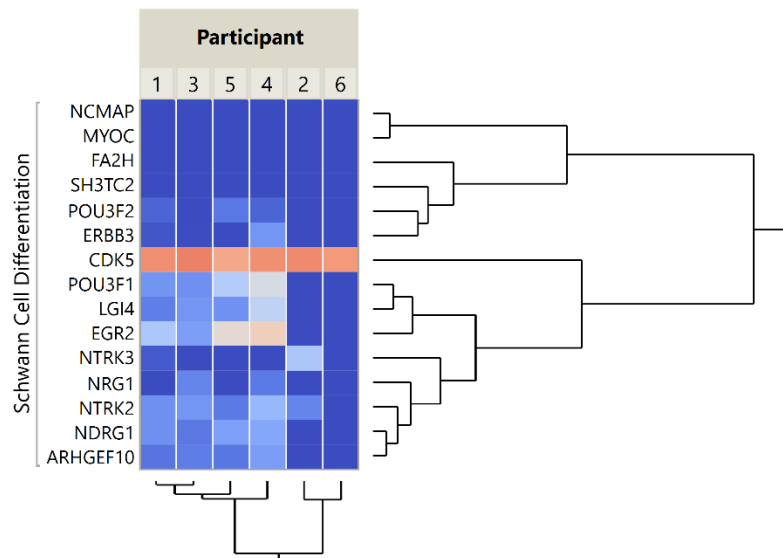 Participant
1 3 5 4 2 6
Schwann Cell Differentiation
NCMAP
MYOC
FA2H
SH3TC2
POU3F2
ERBB3
CDK5
POU3F1
LGI4
EGR2
NTRK3
NRG1
NTRK2
NDRG1
ARHGEF10